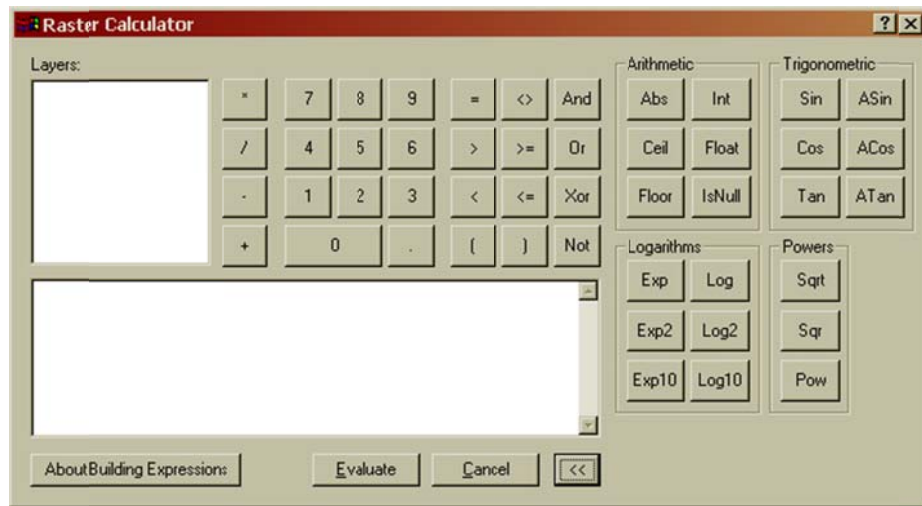 Raster Calculator ? ×
Layers: Arithmetic Trigonometric
* 7 8 9 = <> And Abs Int Sin ASin
/ 4 5 6 > >= Or Ceil Float Cos ACos
- 1 2 3 < <= Xor Floor IsNull Tan ATan
+ 0 . ( ) Not
Logarithms Powers
Exp Log Sqrt
Exp2 Log2 Sqr
Exp10 Log10 Pow
About Building Expressions Evaluate Cancel <<